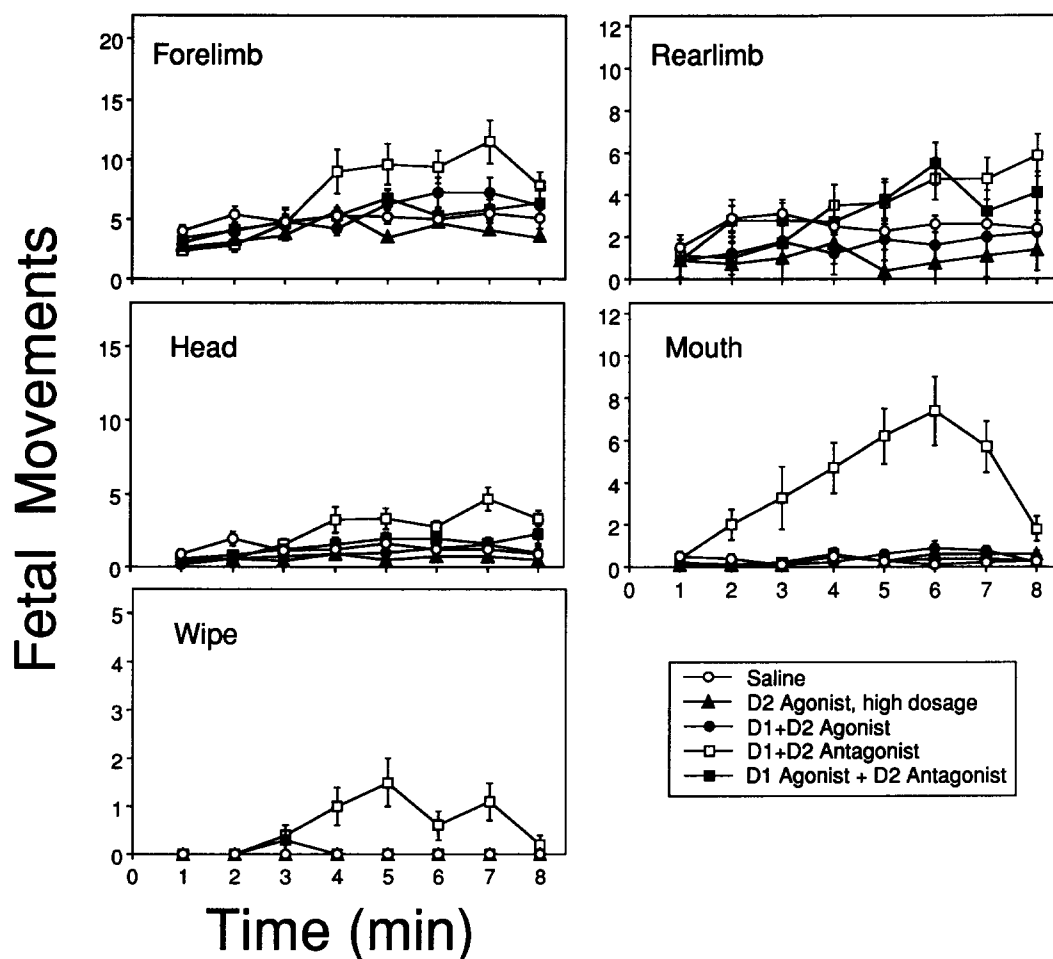 Fetal Movements
Forelimb
20
15
10
5
0
Rearlimb
12
10
8
6
4
2
0
Head
15
10
5
0
Mouth
12
10
8
6
4
2
0
0 1 2 3 4 5 6 7 8
Wipe
5
4
3
2
1
0
0 1 2 3 4 5 6 7 8
Time (min)
Saline
D2 Agonist, high dosage
D1+D2 Agonist
D1+D2 Antagonist
D1 Agonist + D2 Antagonist